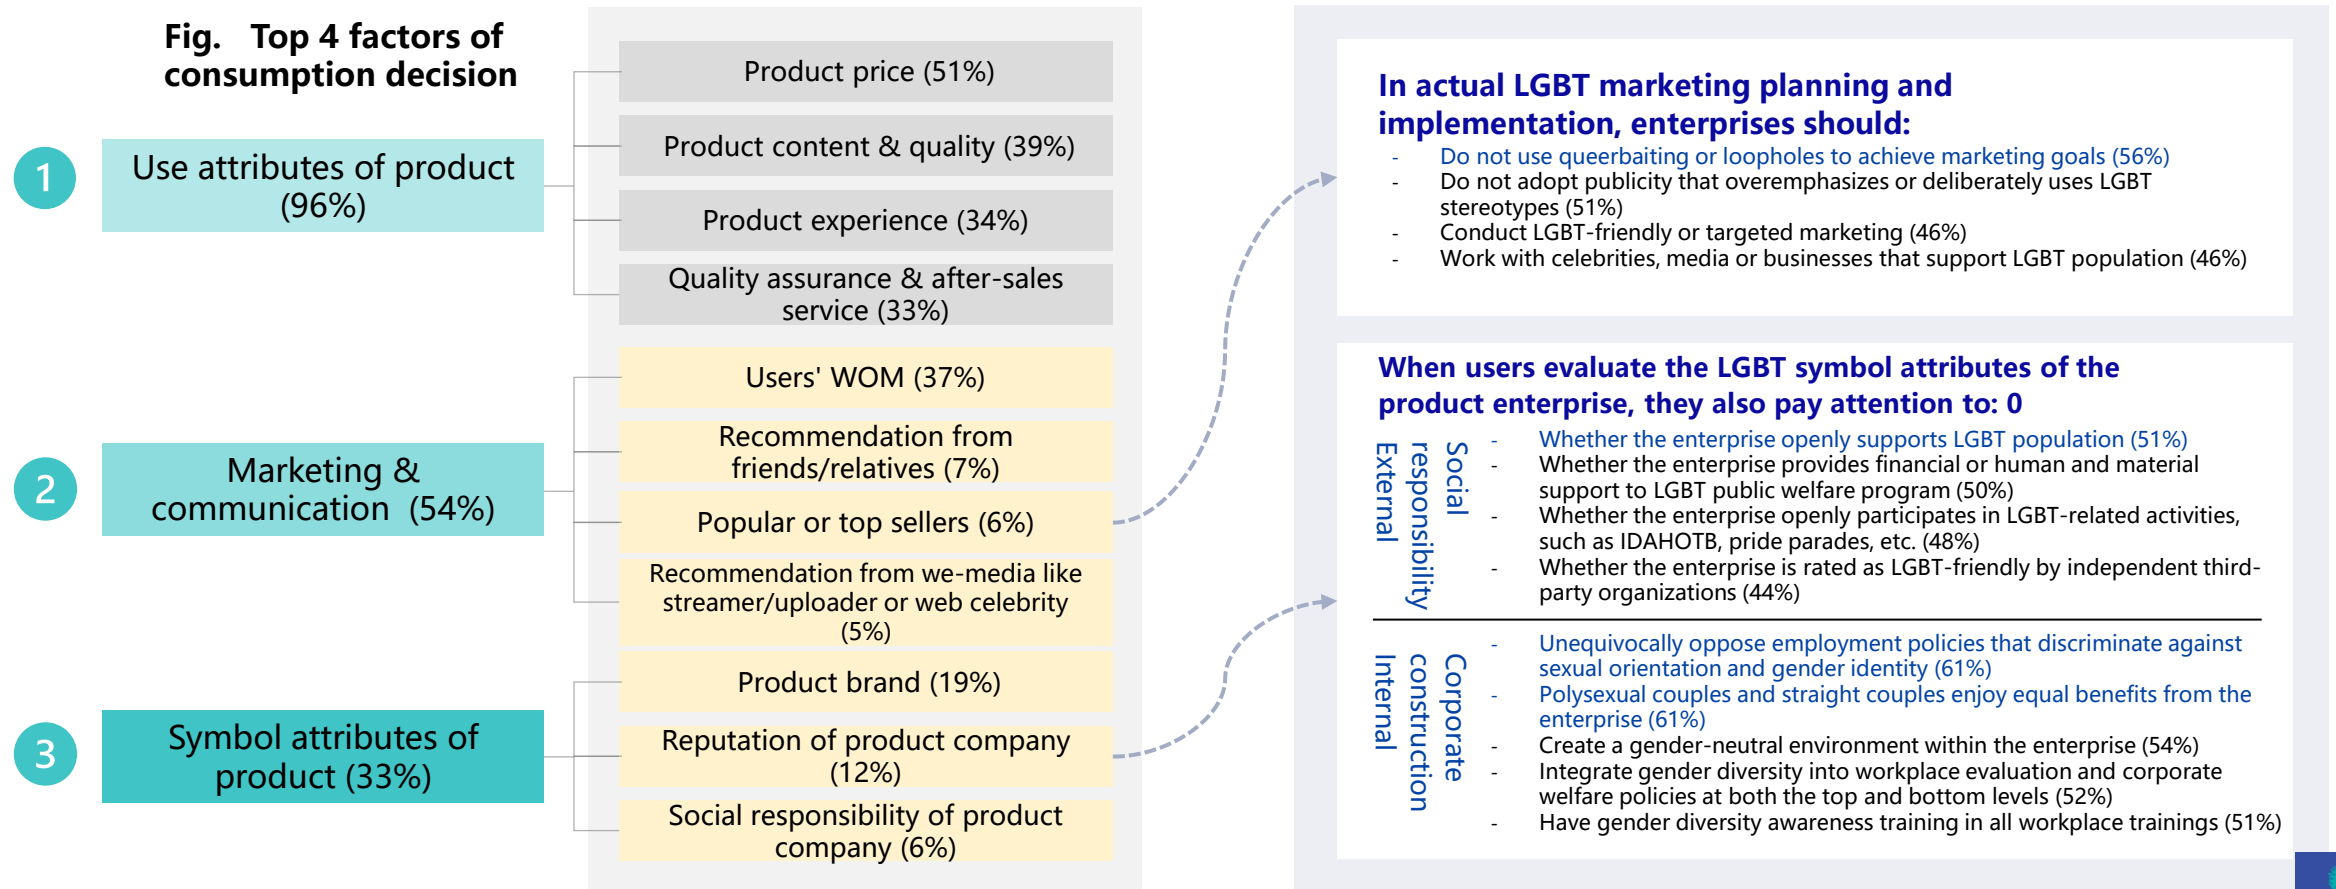 Fig. Top 4 factors of
consumption decision
1
Use attributes of product
(96%)
Product price (51%)
Product content & quality (39%)
Product experience (34%)
Quality assurance & after-sales
service (33%)
2
Marketing &
communication (54%)
Users' WOM (37%)
Recommendation from
friends/relatives (7%)
Popular or top sellers (6%)
Recommendation from we-media like
streamer/uploader or web celebrity
(5%)
3
Symbol attributes of
product (33%)
Product brand (19%)
Reputation of product company
(12%)
Social responsibility of product
company (6%)
In actual LGBT marketing planning and
implementation, enterprises should:
- Do not use queerbaiting or loopholes to achieve marketing goals (56%)
- Do not adopt publicity that overemphasizes or deliberately uses LGBT
stereotypes (51%)
- Conduct LGBT-friendly or targeted marketing (46%)
- Work with celebrities, media or businesses that support LGBT population (46%)
When users evaluate the LGBT symbol attributes of the
product enterprise, they also pay attention to: 0
Social
responsibility
External
- Whether the enterprise openly supports LGBT population (51%)
- Whether the enterprise provides financial or human and material
support to LGBT public welfare program (50%)
- Whether the enterprise openly participates in LGBT-related activities,
such as IDAHOTB, pride parades, etc. (48%)
- Whether the enterprise is rated as LGBT-friendly by independent third-
party organizations (44%)
Corporate
construction
Internal
- Unequivocally oppose employment policies that discriminate against
sexual orientation and gender identity (61%)
- Polysexual couples and straight couples enjoy equal benefits from the
enterprise (61%)
- Create a gender-neutral environment within the enterprise (54%)
- Integrate gender diversity into workplace evaluation and corporate
welfare policies at both the top and bottom levels (52%)
- Have gender diversity awareness training in all workplace trainings (51%)